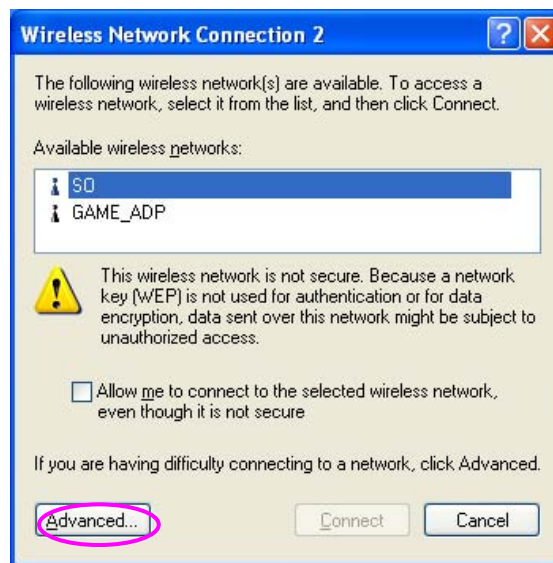 Wireless Network Connection 2
The following wireless network(s) are available. To access a
wireless network, select it from the list, and then click Connect.
Available wireless networks:
SO
GAME_ADP
This wireless network is not secure. Because a network
key (WEP) is not used for authentication or for data
encryption, data sent over this network might be subject to
unauthorized access.
Allow me to connect to the selected wireless network,
even though it is not secure
If you are having difficulty connecting to a network, click Advanced.
Advanced...
Connect
Cancel